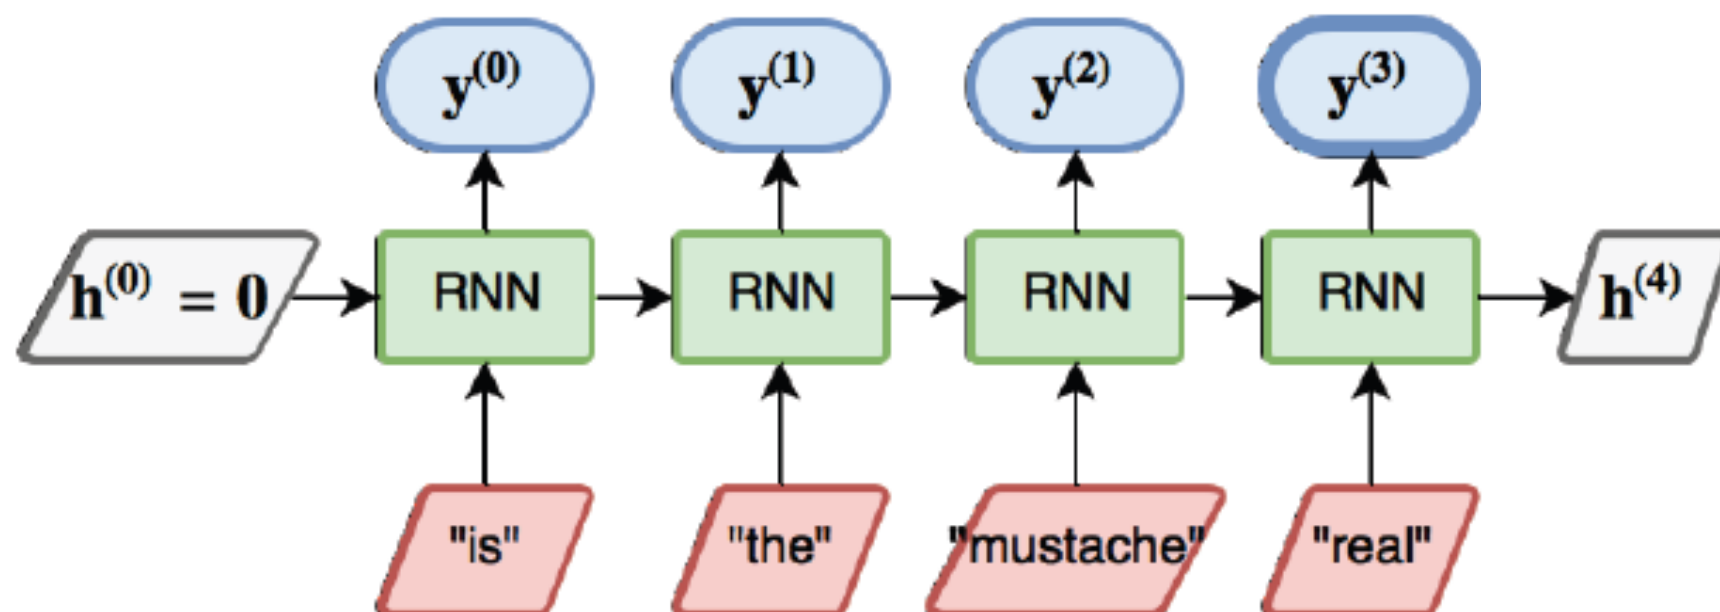 y(0) y(1) y(2) y(3)
h(0) = 0 RNN RNN RNN RNN h(4)
"is" "the" "mustache" "real"